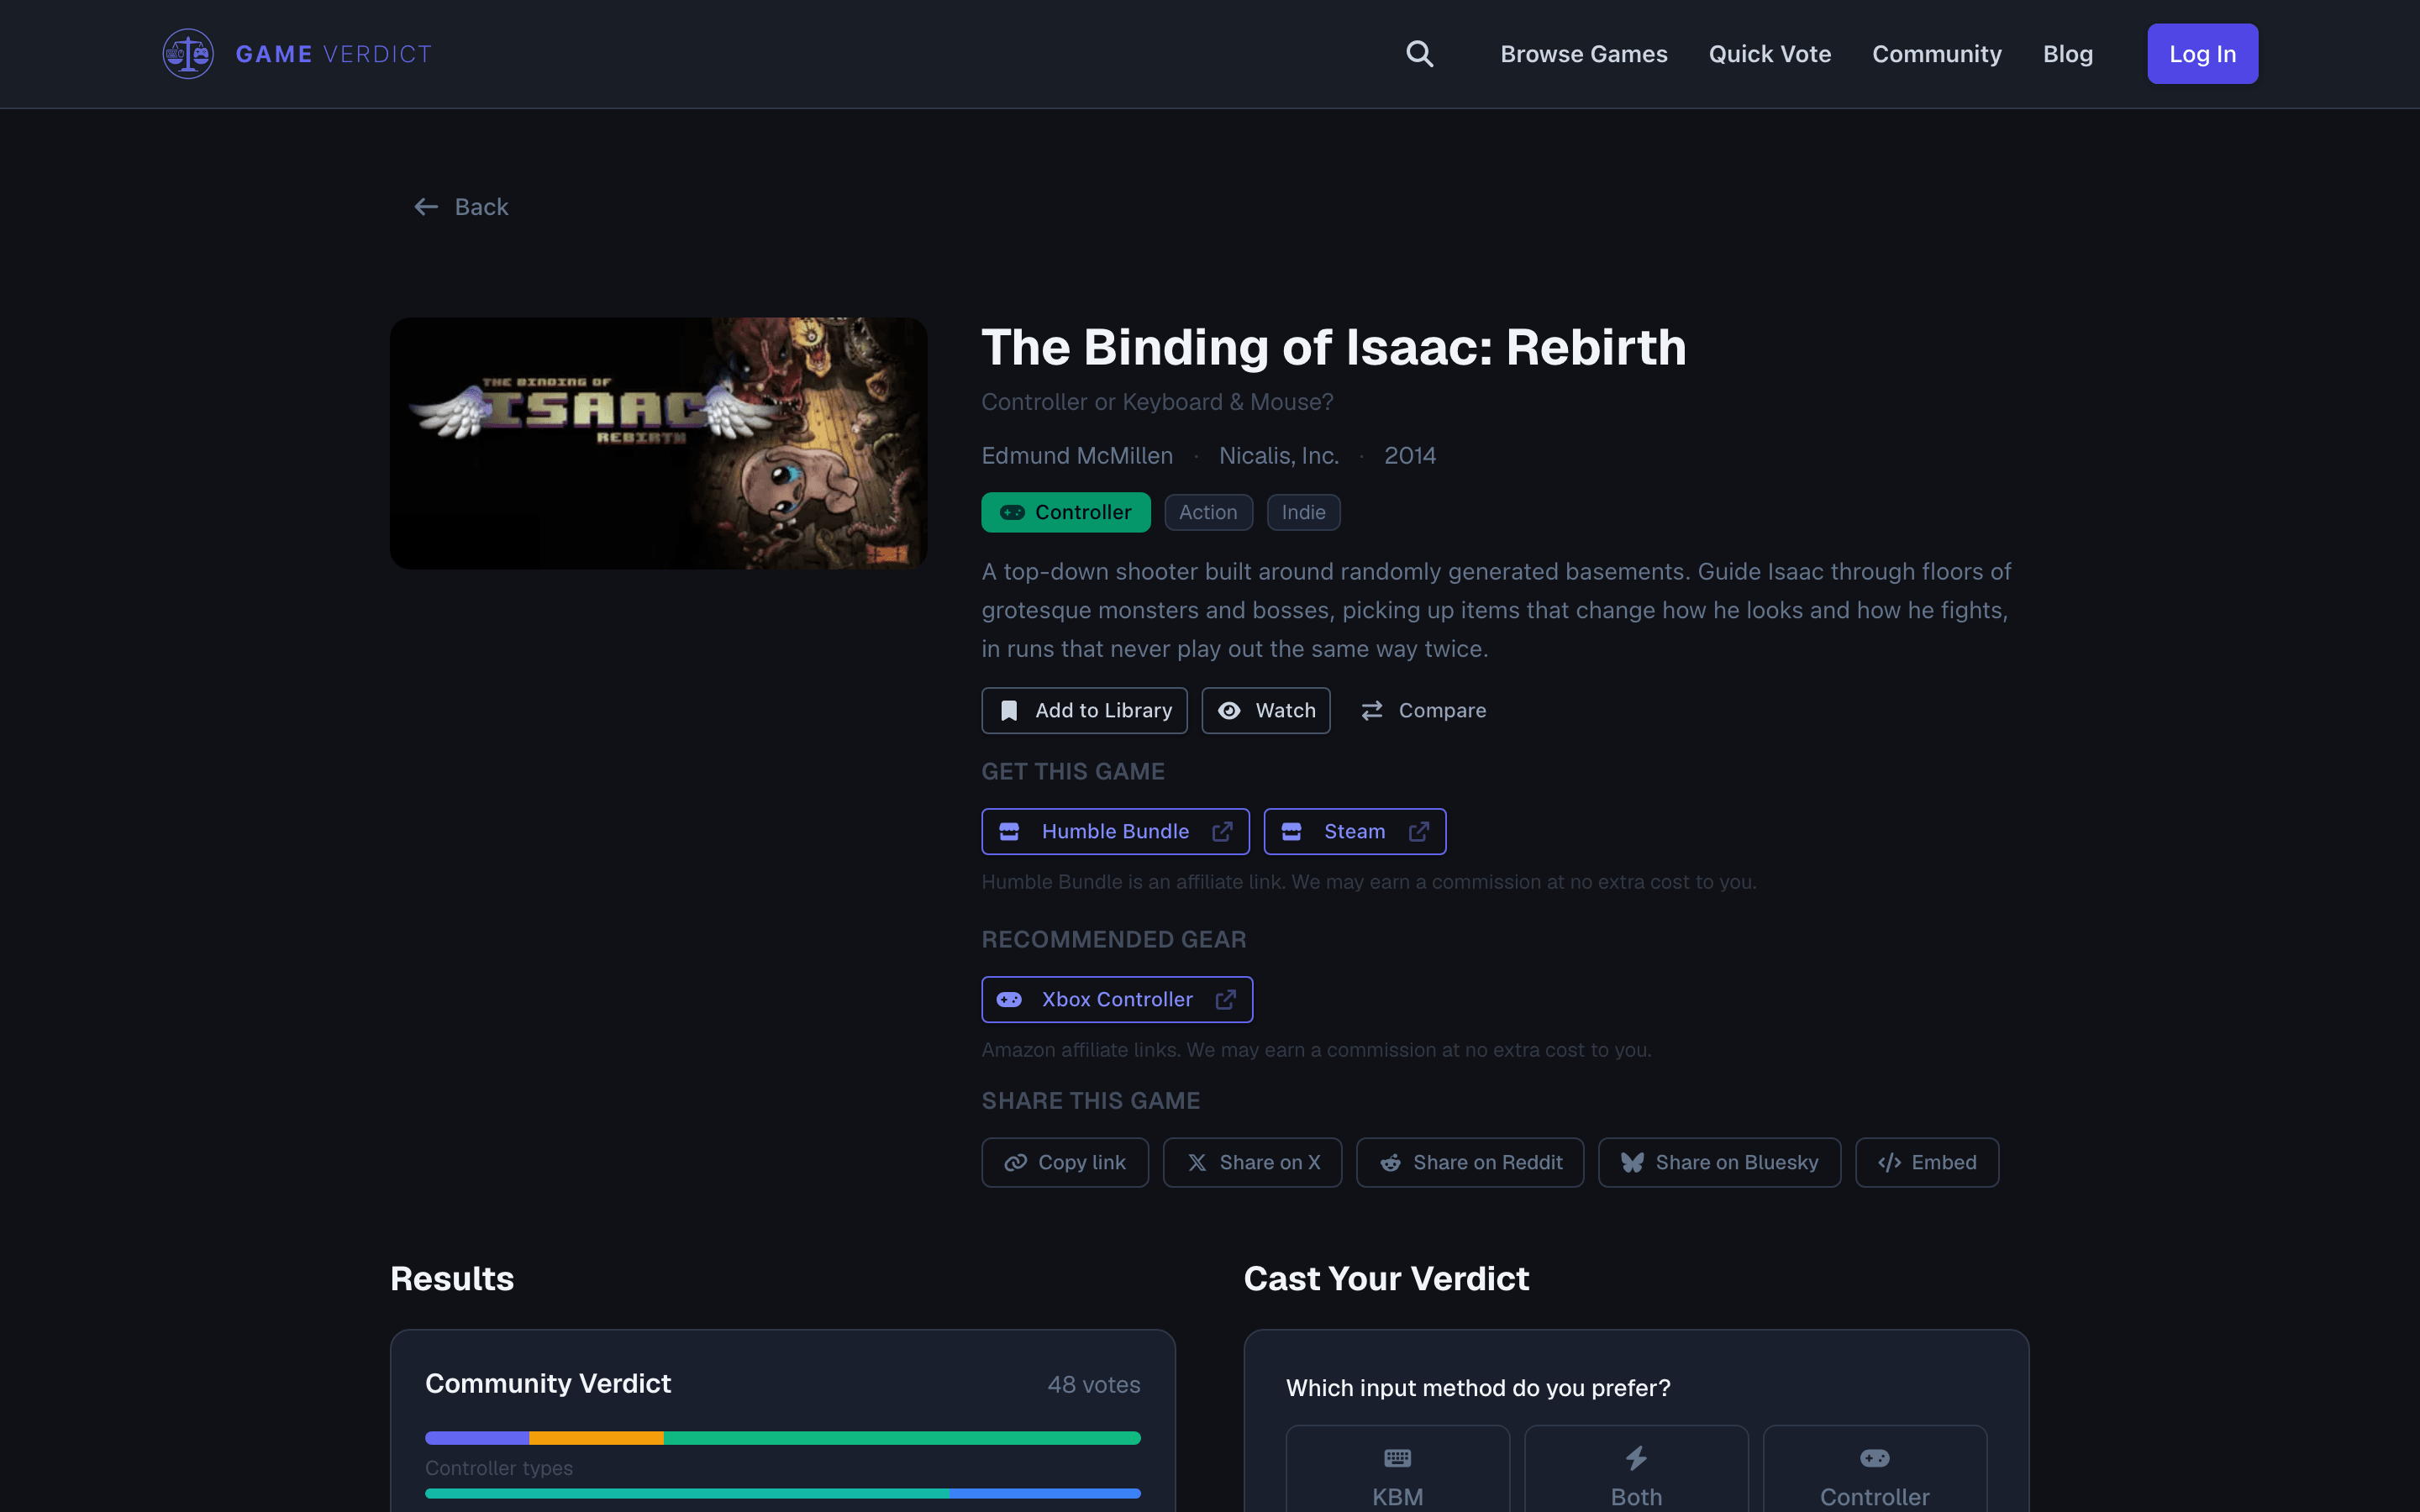 GAME VERDICT
Browse Games
Quick Vote
Community
Blog
Log In
Back
THE BINDING OF
ISAAC
REBIRTH
The Binding of Isaac: Rebirth
Controller or Keyboard & Mouse?
Edmund McMillen · Nicalis, Inc. · 2014
Controller
Action
Indie
A top-down shooter built around randomly generated basements. Guide Isaac through floors of
grotesque monsters and bosses, picking up items that change how he looks and how he fights,
in runs that never play out the same way twice.
Add to Library
Watch
Compare
GET THIS GAME
Humble Bundle
Steam
Humble Bundle is an affiliate link. We may earn a commission at no extra cost to you.
RECOMMENDED GEAR
Xbox Controller
Amazon affiliate links. We may earn a commission at no extra cost to you.
SHARE THIS GAME
Copy link
Share on X
Share on Reddit
Share on Bluesky
Embed
Results
Community Verdict
48 votes
Controller types
Cast Your Verdict
Which input method do you prefer?
KBM
Both
Controller